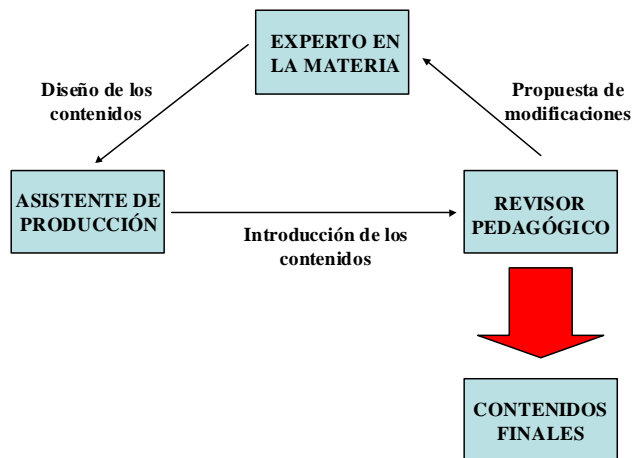 EXPERTO EN
LA MATERIA
Diseño de los
contenidos
Propuesta de
modificaciones
ASISTENTE DE
PRODUCCIÓN
REVISOR
PEDAGÓGICO
Introducción de los
contenidos
CONTENIDOS
FINALES